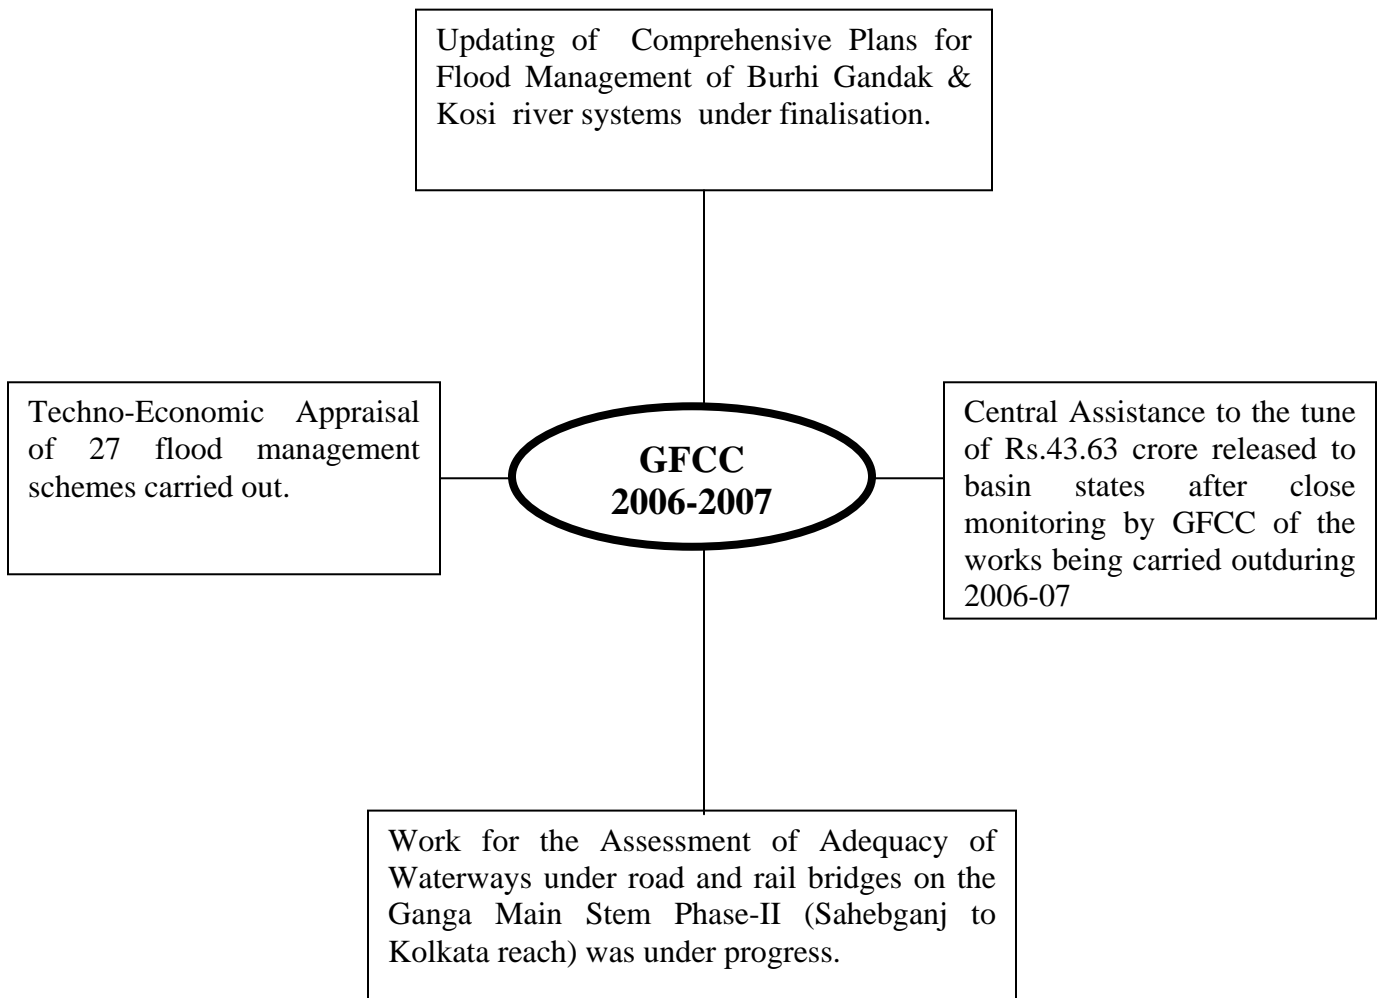 Updating of Comprehensive Plans for
Flood Management of Burhi Gandak &
Kosi river systems under finalisation.
Techno-Economic Appraisal
of 27 flood management
schemes carried out.
GFCC
2006-2007
Central Assistance to the tune
of Rs.43.63 crore released to
basin states after close
monitoring by GFCC of the
works being carried outduring
2006-07
Work for the Assessment of Adequacy of
Waterways under road and rail bridges on the
Ganga Main Stem Phase-II (Sahebganj to
Kolkata reach) was under progress.